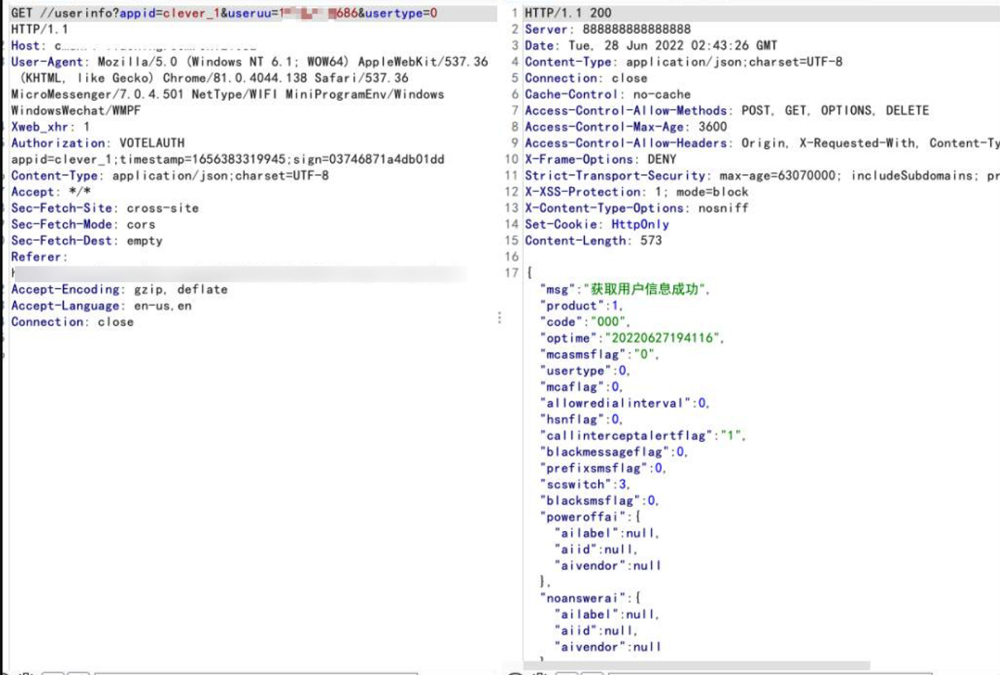 GET //userinfo?appid=clever_1&useruu=1 686&usertype=0
HTTP/1.1
Host: c
User-Agent: Mozilla/5.0 (Windows NT 6.1; WOW64) AppleWebKit/537.36
(KHTML, like Gecko) Chrome/81.0.4044.138 Safari/537.36
MicroMessenger/7.0.4.501 NetType/WIFI MiniProgramEnv/Windows
WindowsWechat/WMPF
Xweb_xhr: 1
Authorization: VOTELAUTH
appid=clever_1;timestamp=1656383319945;sign=03746871a4db01dd
Content-Type: application/json;charset=UTF-8
Accept: */*
Sec-Fetch-Site: cross-site
Sec-Fetch-Mode: cors
Sec-Fetch-Dest: empty
Referer:
Accept-Encoding: gzip, deflate
Accept-Language: en-us,en
Connection: close
1 HTTP/1.1 200
2 Server: 888888888888888
3 Date: Tue, 28 Jun 2022 02:43:26 GMT
4 Content-Type: application/json;charset=UTF-8
5 Connection: close
6 Cache-Control: no-cache
7 Access-Control-Allow-Methods: POST, GET, OPTIONS, DELETE
8 Access-Control-Max-Age: 3600
9 Access-Control-Allow-Headers: Origin, X-Requested-With, Content-Ty
10 X-Frame-Options: DENY
11 Strict-Transport-Security: max-age=63070000; includeSubdomains; pr
12 X-XSS-Protection: 1; mode=block
13 X-Content-Type-Options: nosniff
14 Set-Cookie: HttpOnly
15 Content-Length: 573
16
17 {
"msg":"获取用户信息成功",
"product":1,
"code":"000",
"optime":"20220627194116",
"mcasmsflag":"0",
"usertype":0,
"mcaflag":0,
"allowredialinterval":0,
"hsnflag":0,
"callinterceptalertflag":"1",
"blackmessageflag":0,
"prefixsmsflag":0,
"scswitch":3,
"blacksmsflag":0,
"poweroffai":{
"ailabel":null,
"aiid":null,
"aivendor":null
},
"noanswerai":{
"ailabel":null,
"aiid":null,
"aivendor":null